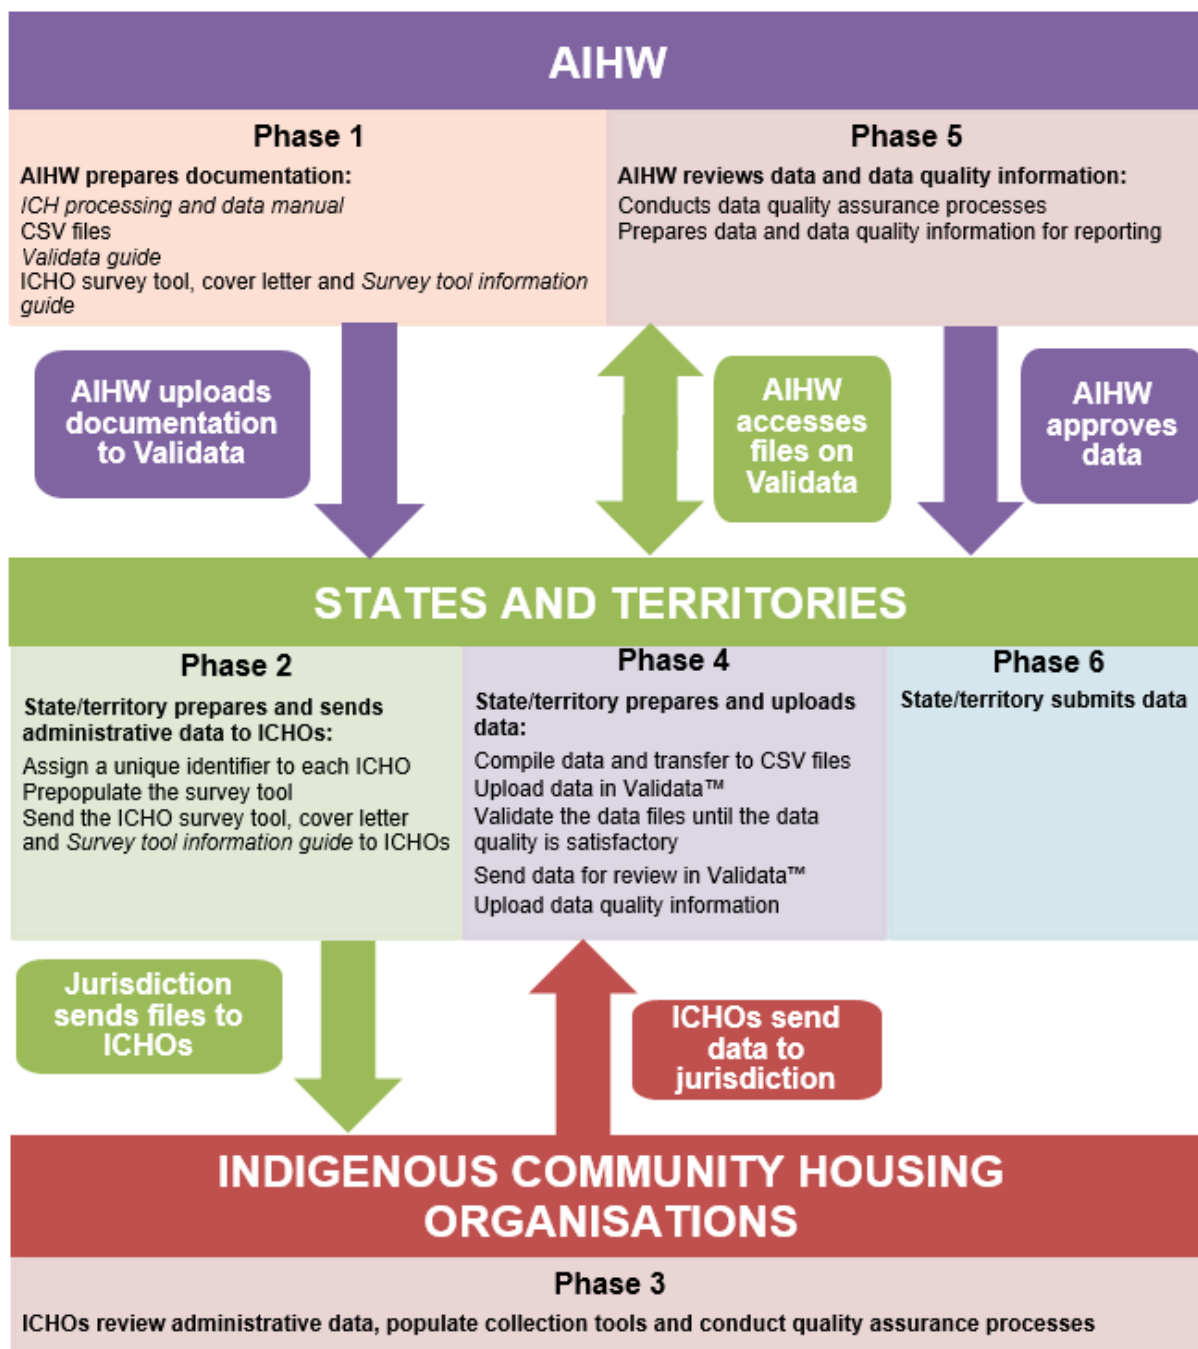 AIHW
Phase 1
AIHW prepares documentation:
ICH processing and data manual
CSV files
Validata guide
ICHO survey tool, cover letter and Survey tool information
guide
Phase 5
AIHW reviews data and data quality information:
Conducts data quality assurance processes
Prepares data and data quality information for reporting
AIHW uploads
documentation
to Validata
AIHW
accesses
files on
Validata
AIHW
approves
data
STATES AND TERRITORIES
Phase 2
State/territory prepares and sends
administrative data to ICHOs:
Assign a unique identifier to each ICHO
Prepopulate the survey tool
Send the ICHO survey tool, cover letter
and Survey tool information guide to ICHOs
Phase 4
State/territory prepares and uploads
data:
Compile data and transfer to CSV files
Upload data in Validata™
Validate the data files until the data
quality is satisfactory
Send data for review in Validata™
Upload data quality information
Phase 6
State/territory submits data
Jurisdiction
sends files to
ICHOs
ICHOs send
data to
jurisdiction
INDIGENOUS COMMUNITY HOUSING
ORGANISATIONS
Phase 3
ICHOs review administrative data, populate collection tools and conduct quality assurance processes